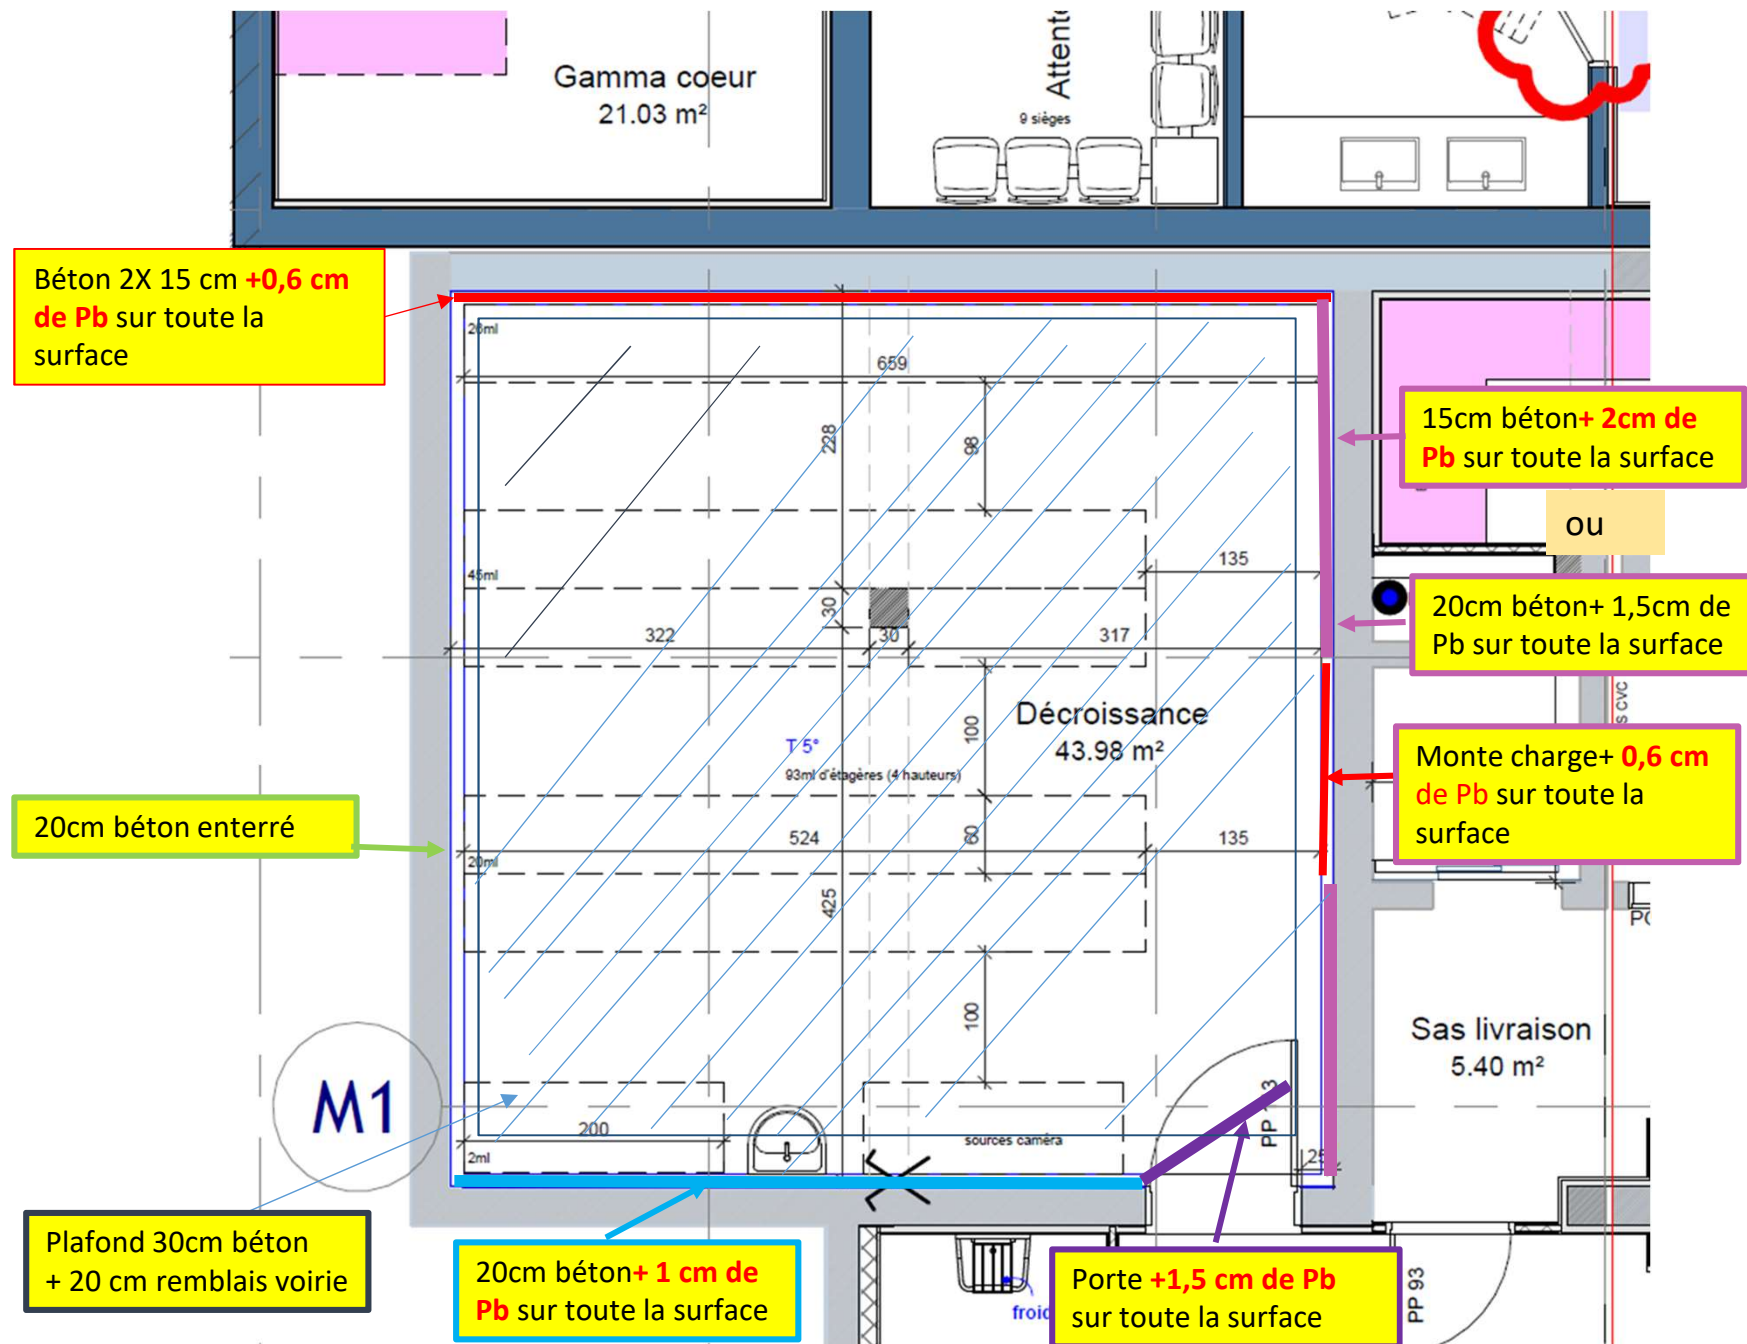 Gamma coeur
21.03 m²
Attente
9 sièges
Béton 2X 15 cm +0,6 cm
de Pb sur toute la
surface
26ml
659
228
98
15cm béton+ 2cm de
Pb sur toute la surface
ou
45ml
135
30
322
30
317
20cm béton+ 1,5cm de
Pb sur toute la surface
S CVC
Décroissance
43.98 m²
100
T 5°
93ml d'étagères (4 hauteurs)
Monte charge+ 0,6 cm
de Pb sur toute la
surface
20cm béton enterré
524
60
135
20ml
425
100
Sas livraison
5.40 m²
M1
200
2ml
sources caméra
25
Plafond 30cm béton
+ 20 cm remblais voirie
20cm béton+ 1 cm de
Pb sur toute la surface
froid
Porte +1,5 cm de Pb
sur toute la surface
PP 93